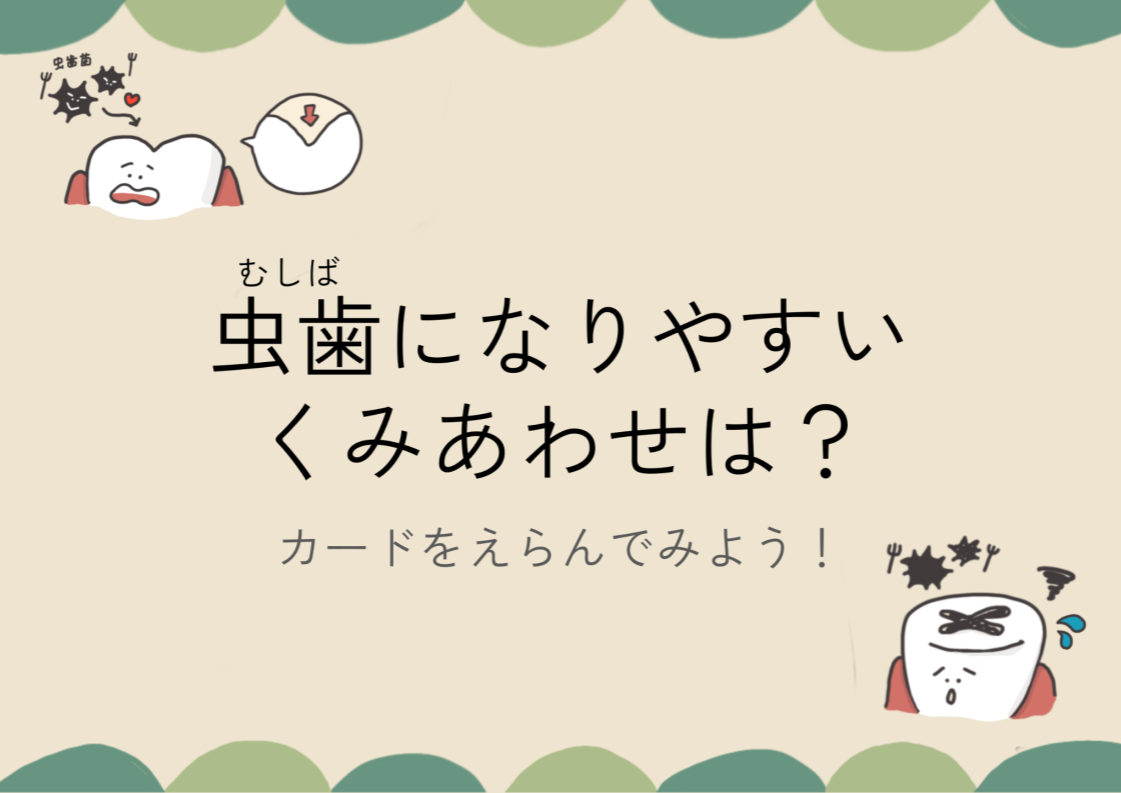 虫歯菌
むしば
虫歯になりやすい
くみあわせは？
カードをえらんでみよう！